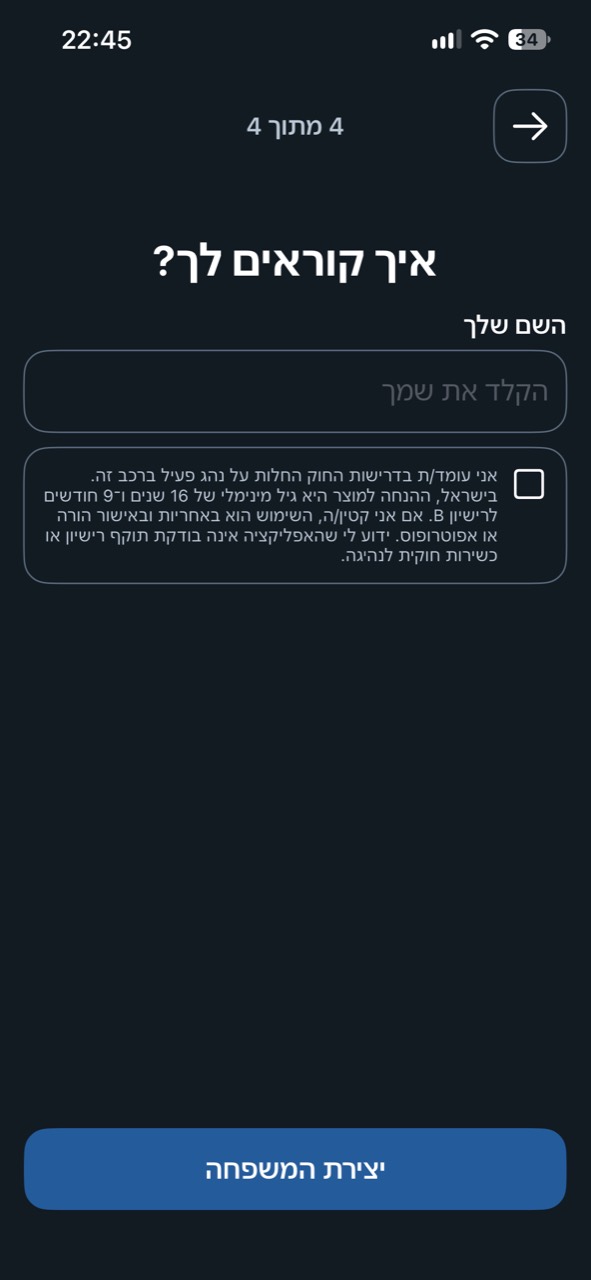 22:45
34
4 מתוך 4
איך קוראים לך?
השם שלך
הקלד את שמך
אני עומד/ת בדרישות החוק החלות על נהג פעיל ברכב זה.
בישראל, ההנחה למוצר היא גיל מינימלי של 16 שנים ו־9 חודשים
לרישיון B. אם אני קטין/ה, השימוש הוא באחריות ובאישור הורה
או אפוטרופוס. ידוע לי שהאפליקציה אינה בודקת תוקף רישיון או
כשירות חוקית לנהיגה.
יצירת המשפחה